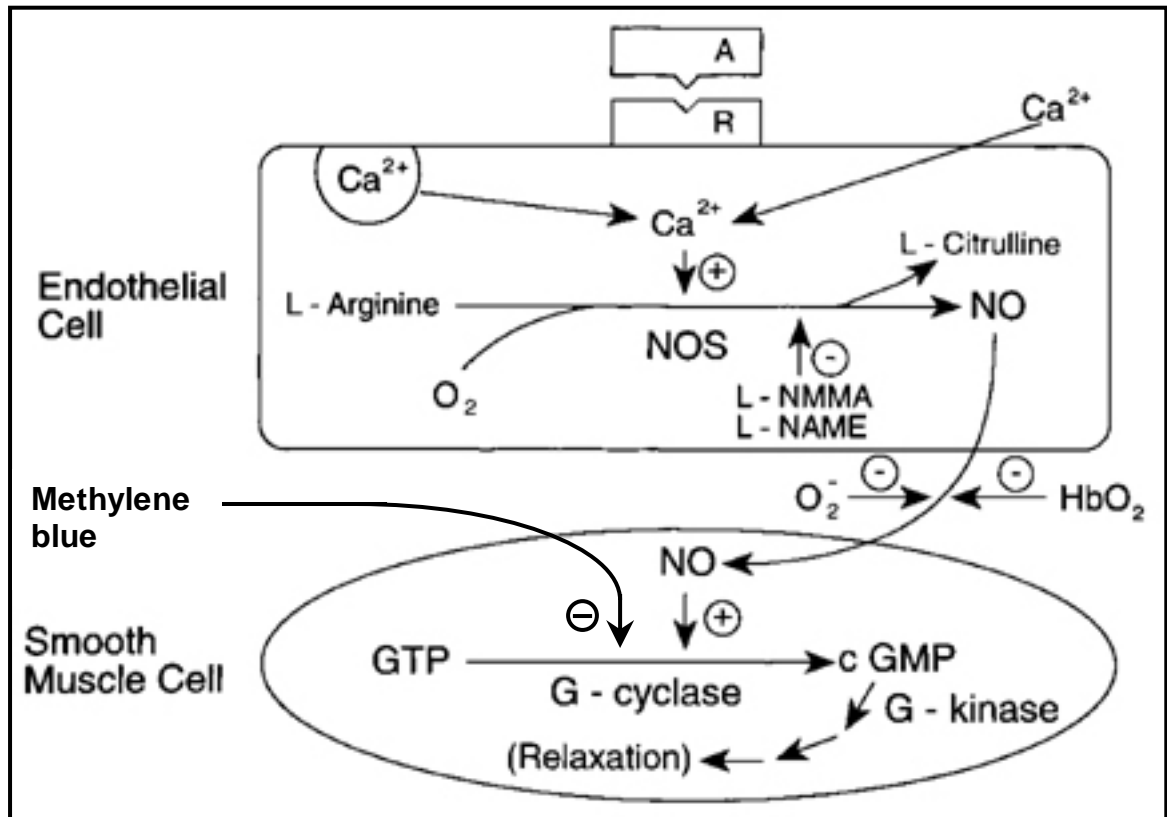 A
R
Ca2+
Ca2+
Ca2+
+
L - Citrulline
Endothelial
Cell
L - Arginine
NO
NOS
-
O2
L - NMMA
L - NAME
Methylene
blue
O2-
-
-
HbO2
NO
-
+
Smooth
Muscle Cell
GTP
c GMP
G - cyclase
G - kinase
(Relaxation)